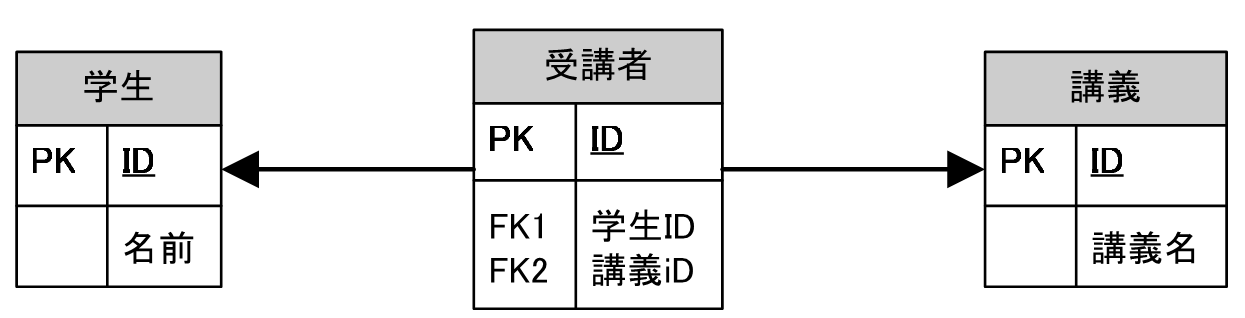 学生
PK ID
名前
受講者
PK ID
FK1 学生ID
FK2 講義iD
講義
PK ID
講義名